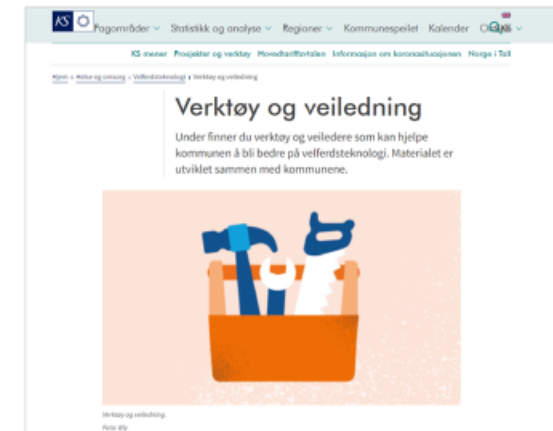 KS
Fagområder Statistikk og analyse Regioner Kommunespeilet Kalender
KS mener Prosjekter og verktøy Hovedtariffavtalen Informasjon om koronasituasjonen Norge i Tall
Hjem Helse og omsorg Velferdsteknologi Verktøy og veiledning
Verktøy og veiledning
Under finner du verktøy og veiledere som kan hjelpe
kommunen å bli bedre på velferdsteknologi. Materialet er
utviklet sammen med kommunene.
Verktøy og veiledning.